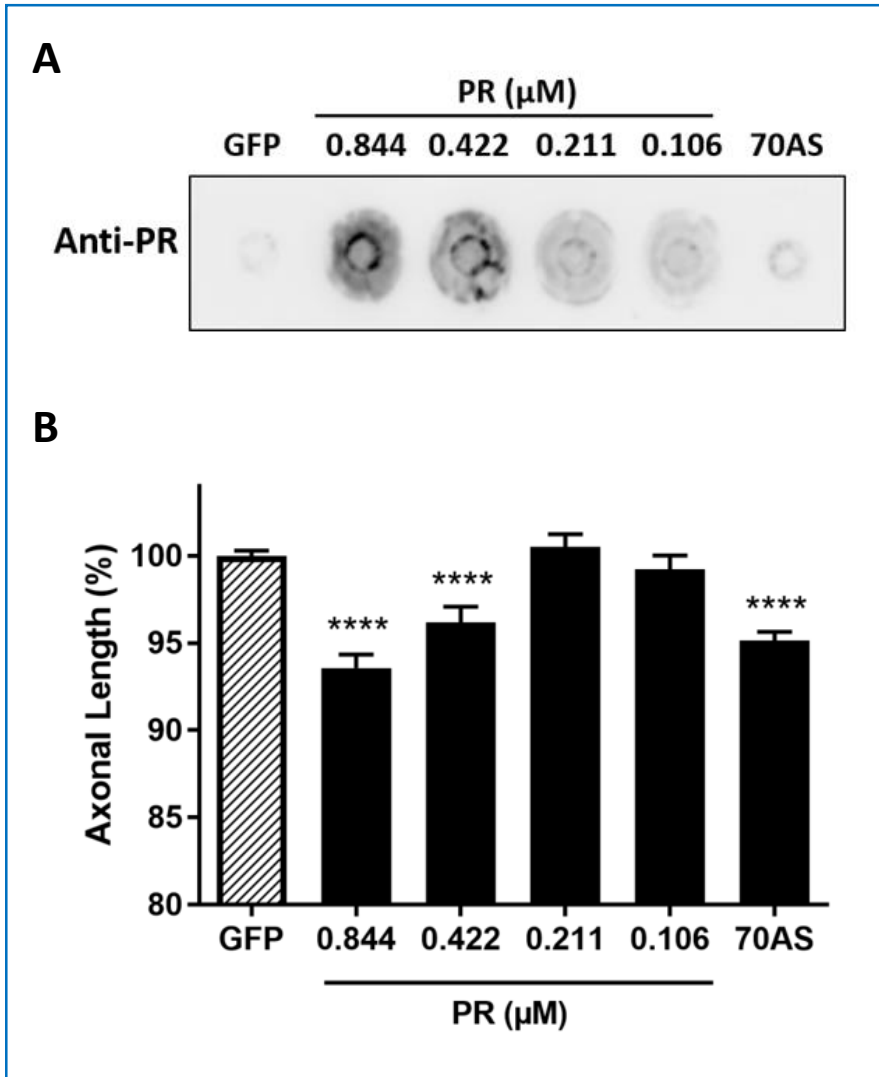 A
PR (µM)
GFP 0.844 0.422 0.211 0.106 70AS
Anti-PR
B
Axonal Length (%)
100
95
90
85
80
****
****
****
GFP 0.844 0.422 0.211 0.106 70AS
PR (µM)